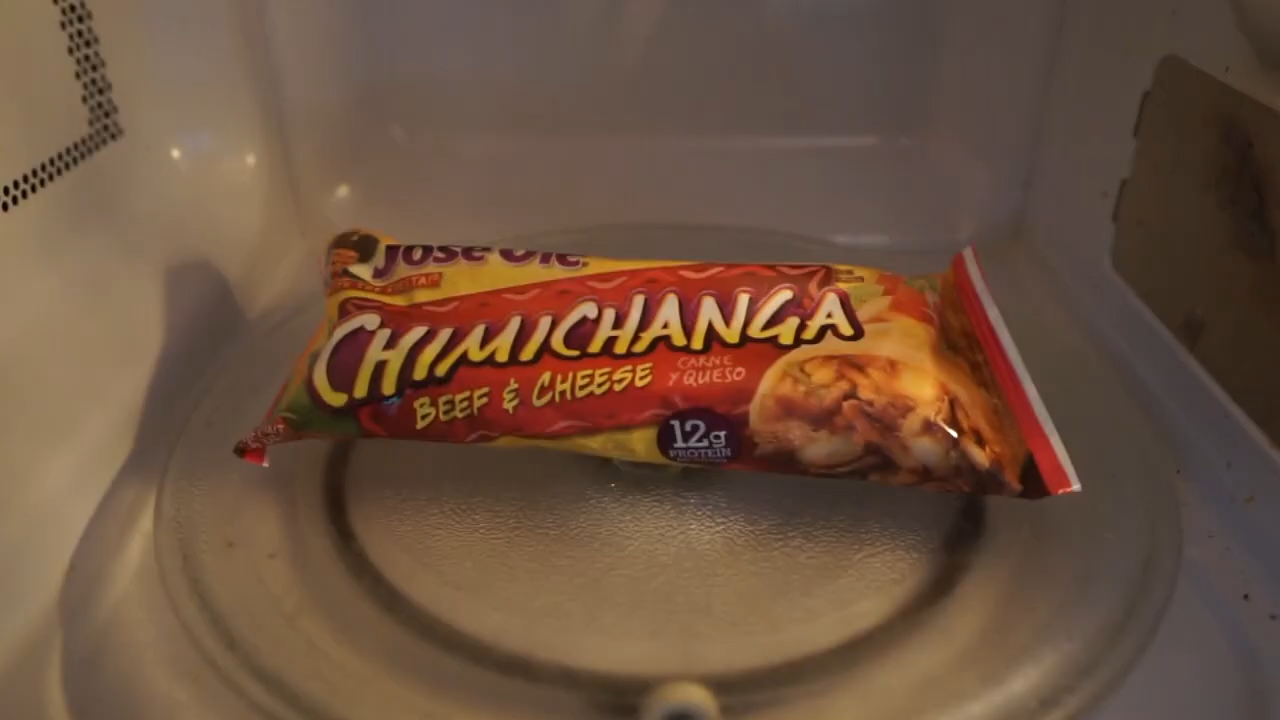 José Olé
CHIMICHANGA
BEEF & CHEESE
CARNE
Y QUESO
12g
PROTEIN